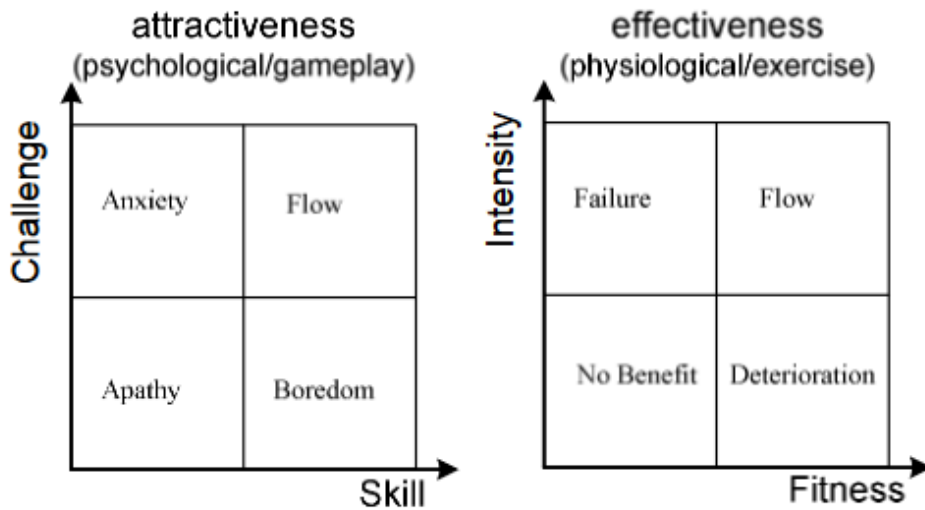 attractiveness
(psychological/gameplay)
Challenge
Anxiety
Flow
Apathy
Boredom
Skill
effectiveness
(physiological/exercise)
Intensity
Failure
Flow
No Benefit
Deterioration
Fitness